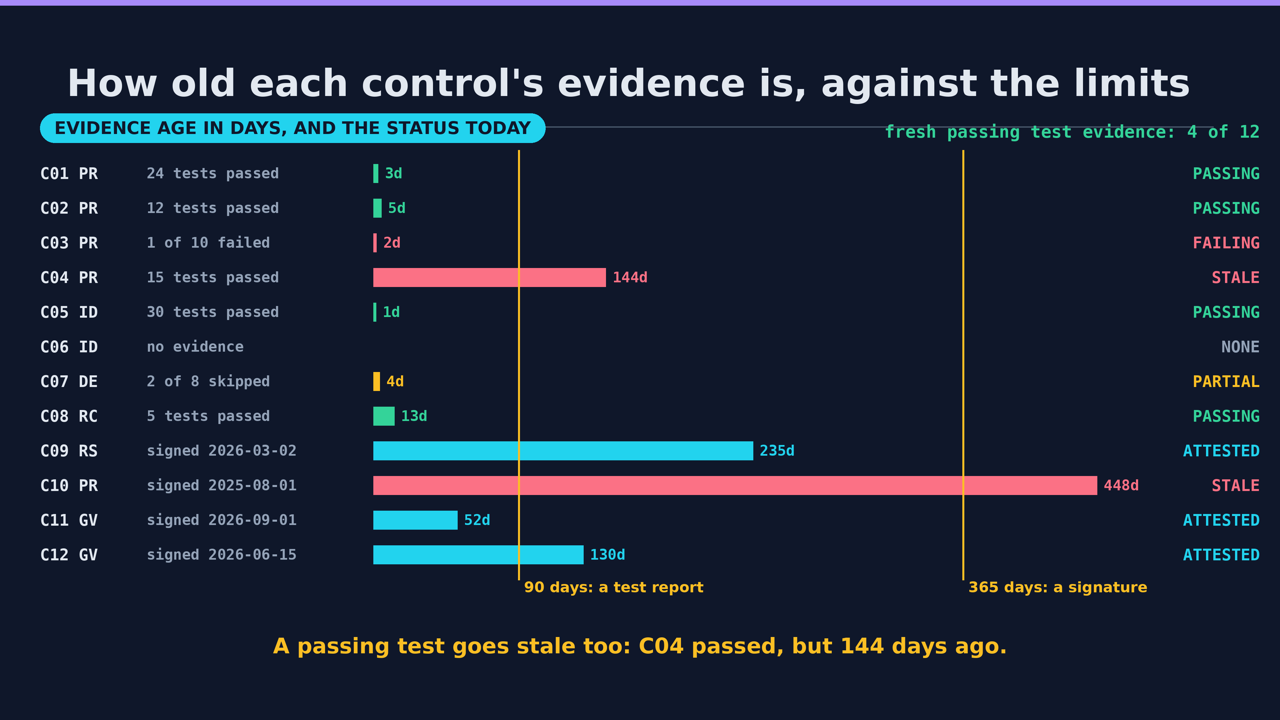 How old each control's evidence is, against the limits
EVIDENCE AGE IN DAYS, AND THE STATUS TODAY
fresh passing test evidence: 4 of 12
C01 PR 24 tests passed 3d PASSING
C02 PR 12 tests passed 5d PASSING
C03 PR 1 of 10 failed 2d FAILING
C04 PR 15 tests passed 144d STALE
C05 ID 30 tests passed 1d PASSING
C06 ID no evidence NONE
C07 DE 2 of 8 skipped 4d PARTIAL
C08 RC 5 tests passed 13d PASSING
C09 RS signed 2026-03-02 235d ATTESTED
C10 PR signed 2025-08-01 448d STALE
C11 GV signed 2026-09-01 52d ATTESTED
C12 GV signed 2026-06-15 130d ATTESTED
90 days: a test report 365 days: a signature
A passing test goes stale too: C04 passed, but 144 days ago.